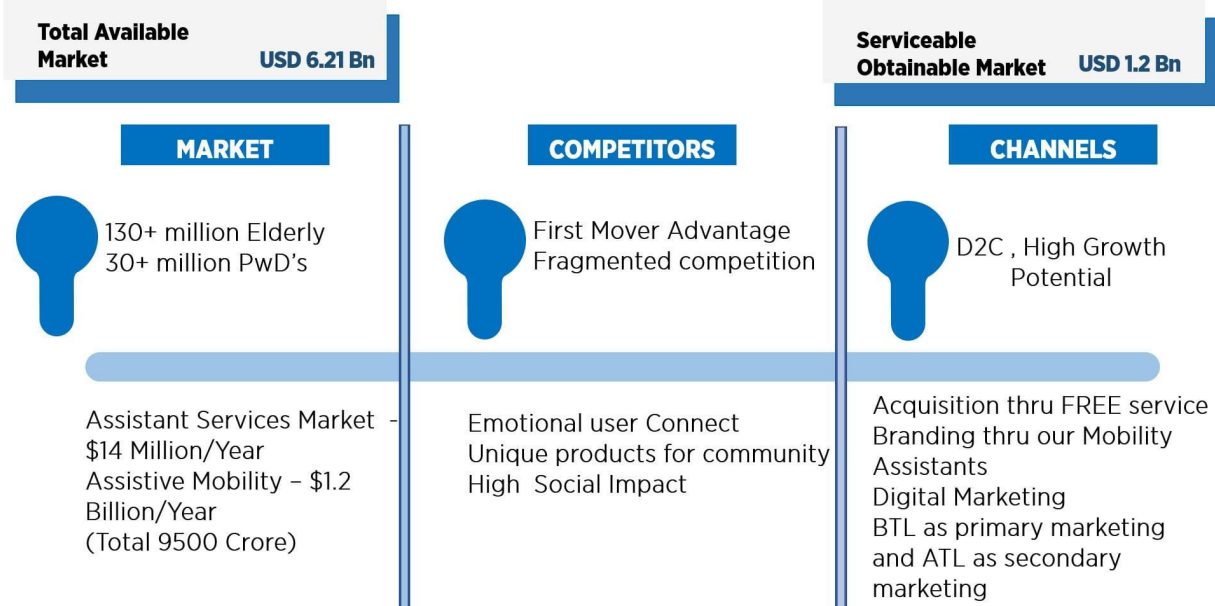 Total Available
Market USD 6.21 Bn
Serviceable
Obtainable Market USD 1.2 Bn
MARKET
130+ million Elderly
30+ million PwD's
Assistant Services Market -
$14 Million/Year
Assistive Mobility – $1.2
Billion/Year
(Total 9500 Crore)
COMPETITORS
First Mover Advantage
Fragmented competition
Emotional user Connect
Unique products for community
High Social Impact
CHANNELS
D2C , High Growth
Potential
Acquisition thru FREE service
Branding thru our Mobility
Assistants
Digital Marketing
BTL as primary marketing
and ATL as secondary
marketing